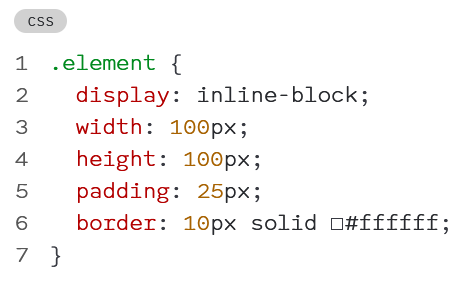 css
1 .element {
2   display: inline-block;
3   width: 100px;
4   height: 100px;
5   padding: 25px;
6   border: 10px solid #ffffff;
7 }